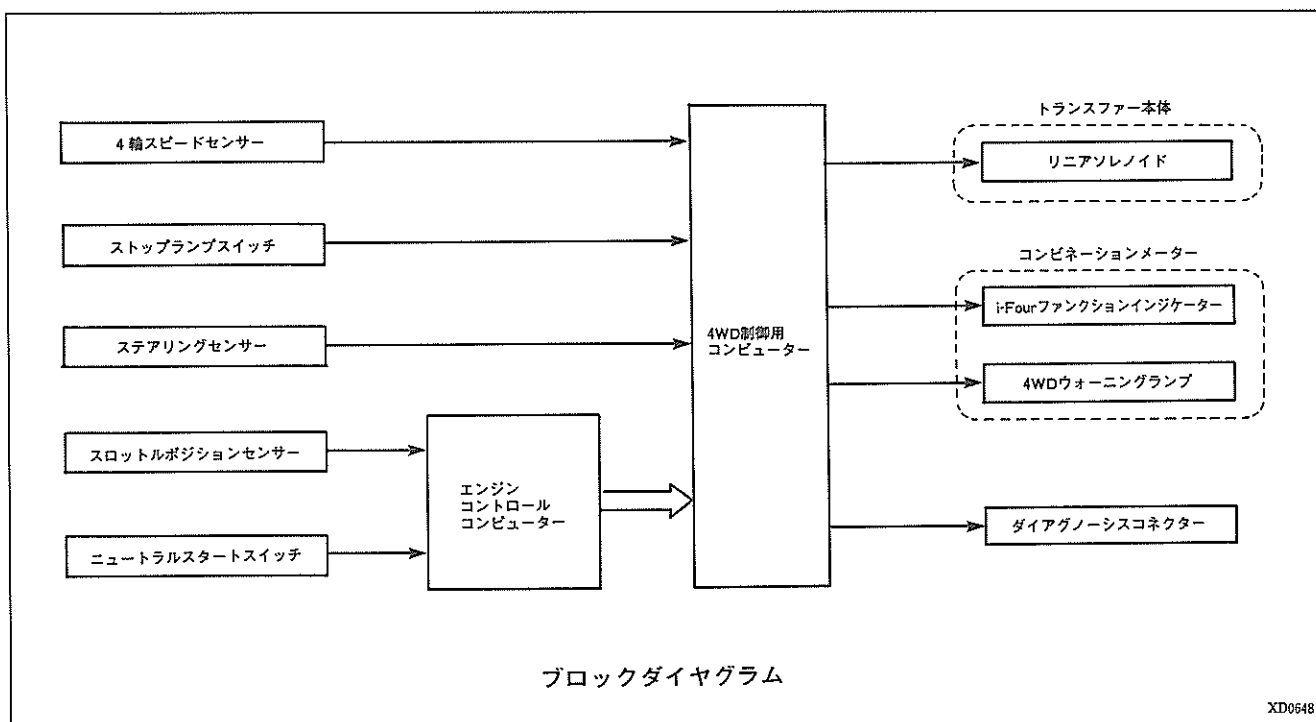 4輪スピードセンサー
ストップランプスイッチ
ステアリングセンサー
スロットルポジションセンサー
ニュートラルスタートスイッチ
エンジン
コントロール
コンピューター
4WD制御用
コンピューター
トランスファー本体
リニアソレノイド
コンビネーションメーター
i-Fourファンクションインジケーター
4WDウォーニングランプ
ダイアグノーシスコネクター
ブロックダイヤグラム
XD0648